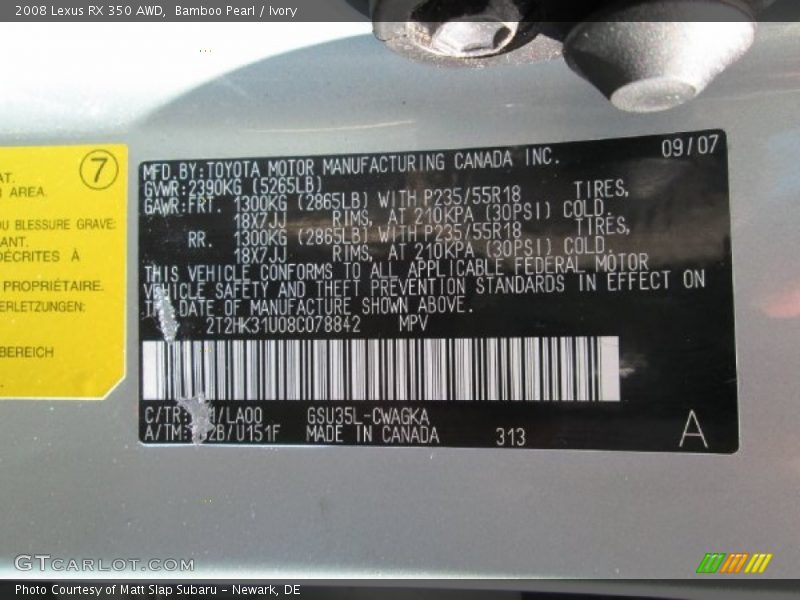 2008 Lexus RX 350 AWD, Bamboo Pearl / Ivory
AT.
AREA.
7
OU BLESSURE GRAVE:
ANT.
DÉCRITES À
PROPRIÉTAIRE.
ERLETZUNGEN:
BEREICH
MFD.BY:TOYOTA MOTOR MANUFACTURING CANADA INC. 09/07
GVWR:2390KG (5265LB)
GAWR:FRT. 1300KG (2865LB) WITH P235/55R18 TIRES,
18X7JJ RIMS, AT 210KPA (30PSI) COLD.
RR. 1300KG (2865LB) WITH P235/55R18 TIRES,
18X7JJ RIMS, AT 210KPA (30PSI) COLD.
THIS VEHICLE CONFORMS TO ALL APPLICABLE FEDERAL MOTOR
VEHICLE SAFETY AND THEFT PREVENTION STANDARDS IN EFFECT ON
THE DATE OF MANUFACTURE SHOWN ABOVE.
2T2HK31U08C078842 MPV
C/TR: /LA00 GSU35L-CWAGKA
A/TM: 2B/U151F MADE IN CANADA 313 A
GTCARLOT.COM
Photo Courtesy of Matt Slap Subaru - Newark, DE